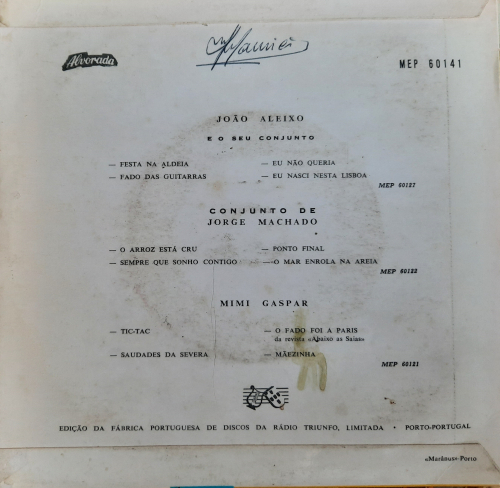 Alvorada
MEP 60141
JOÃO ALEIXO
E O SEU CONJUNTO
— FESTA NA ALDEIA — EU NÃO QUERIA
— FADO DAS GUITARRAS — EU NASCI NESTA LISBOA
MEP 60127
CONJUNTO DE
JORGE MACHADO
— O ARROZ ESTÁ CRU — PONTO FINAL
— SEMPRE QUE SONHO CONTIGO — O MAR ENROLA NA AREIA
MEP 60122
MIMI GASPAR
— TIC-TAC — O FADO FOI A PARIS
da revista «Abaixo as Saias»
— SAUDADES DA SEVERA — MÃEZINHA
MEP 60121
EDIÇÃO DA FÁBRICA PORTUGUESA DE DISCOS DA RÁDIO TRIUNFO, LIMITADA • PORTO-PORTUGAL
«Marânus»-Porto